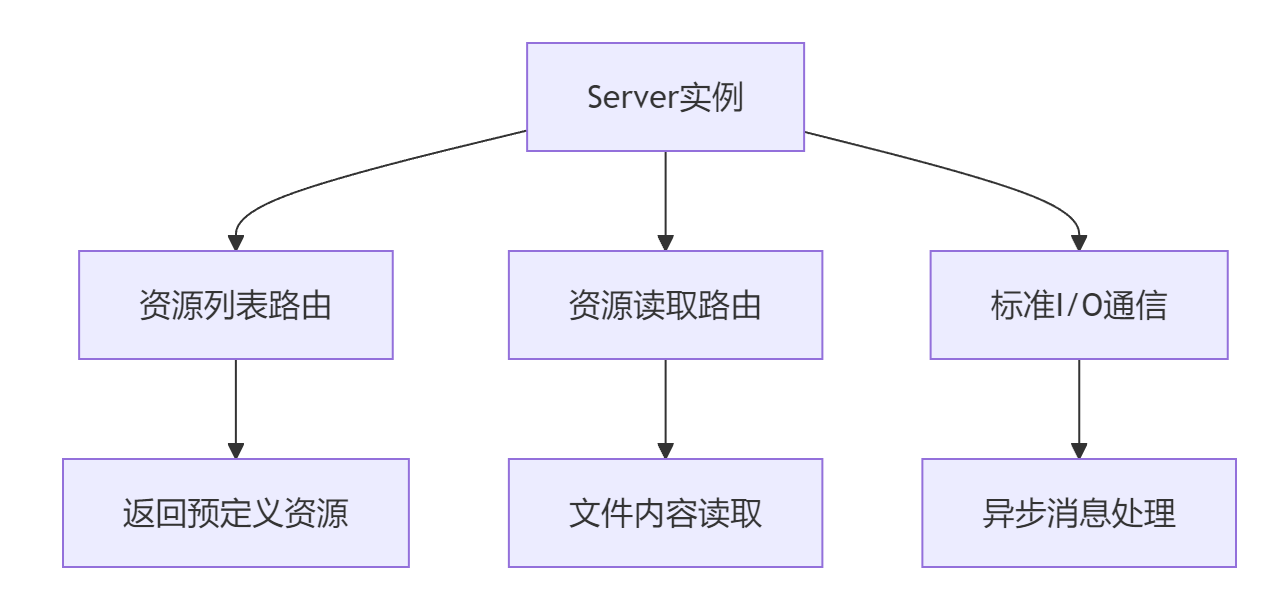 Server实例
资源列表路由
资源读取路由
标准I/O通信
返回预定义资源
文件内容读取
异步消息处理